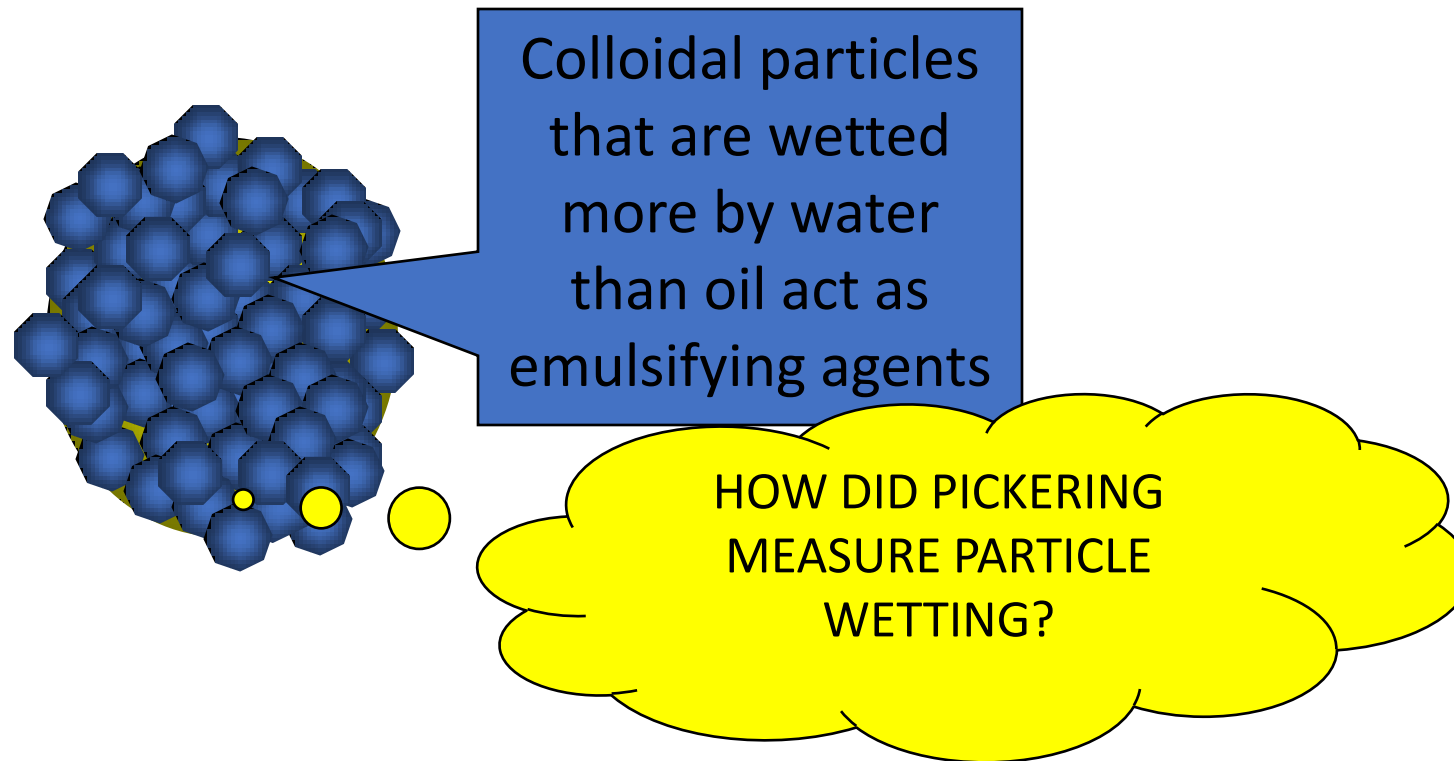 Colloidal particles
that are wetted
more by water
than oil act as
emulsifying agents
HOW DID PICKERING
MEASURE PARTICLE
WETTING?